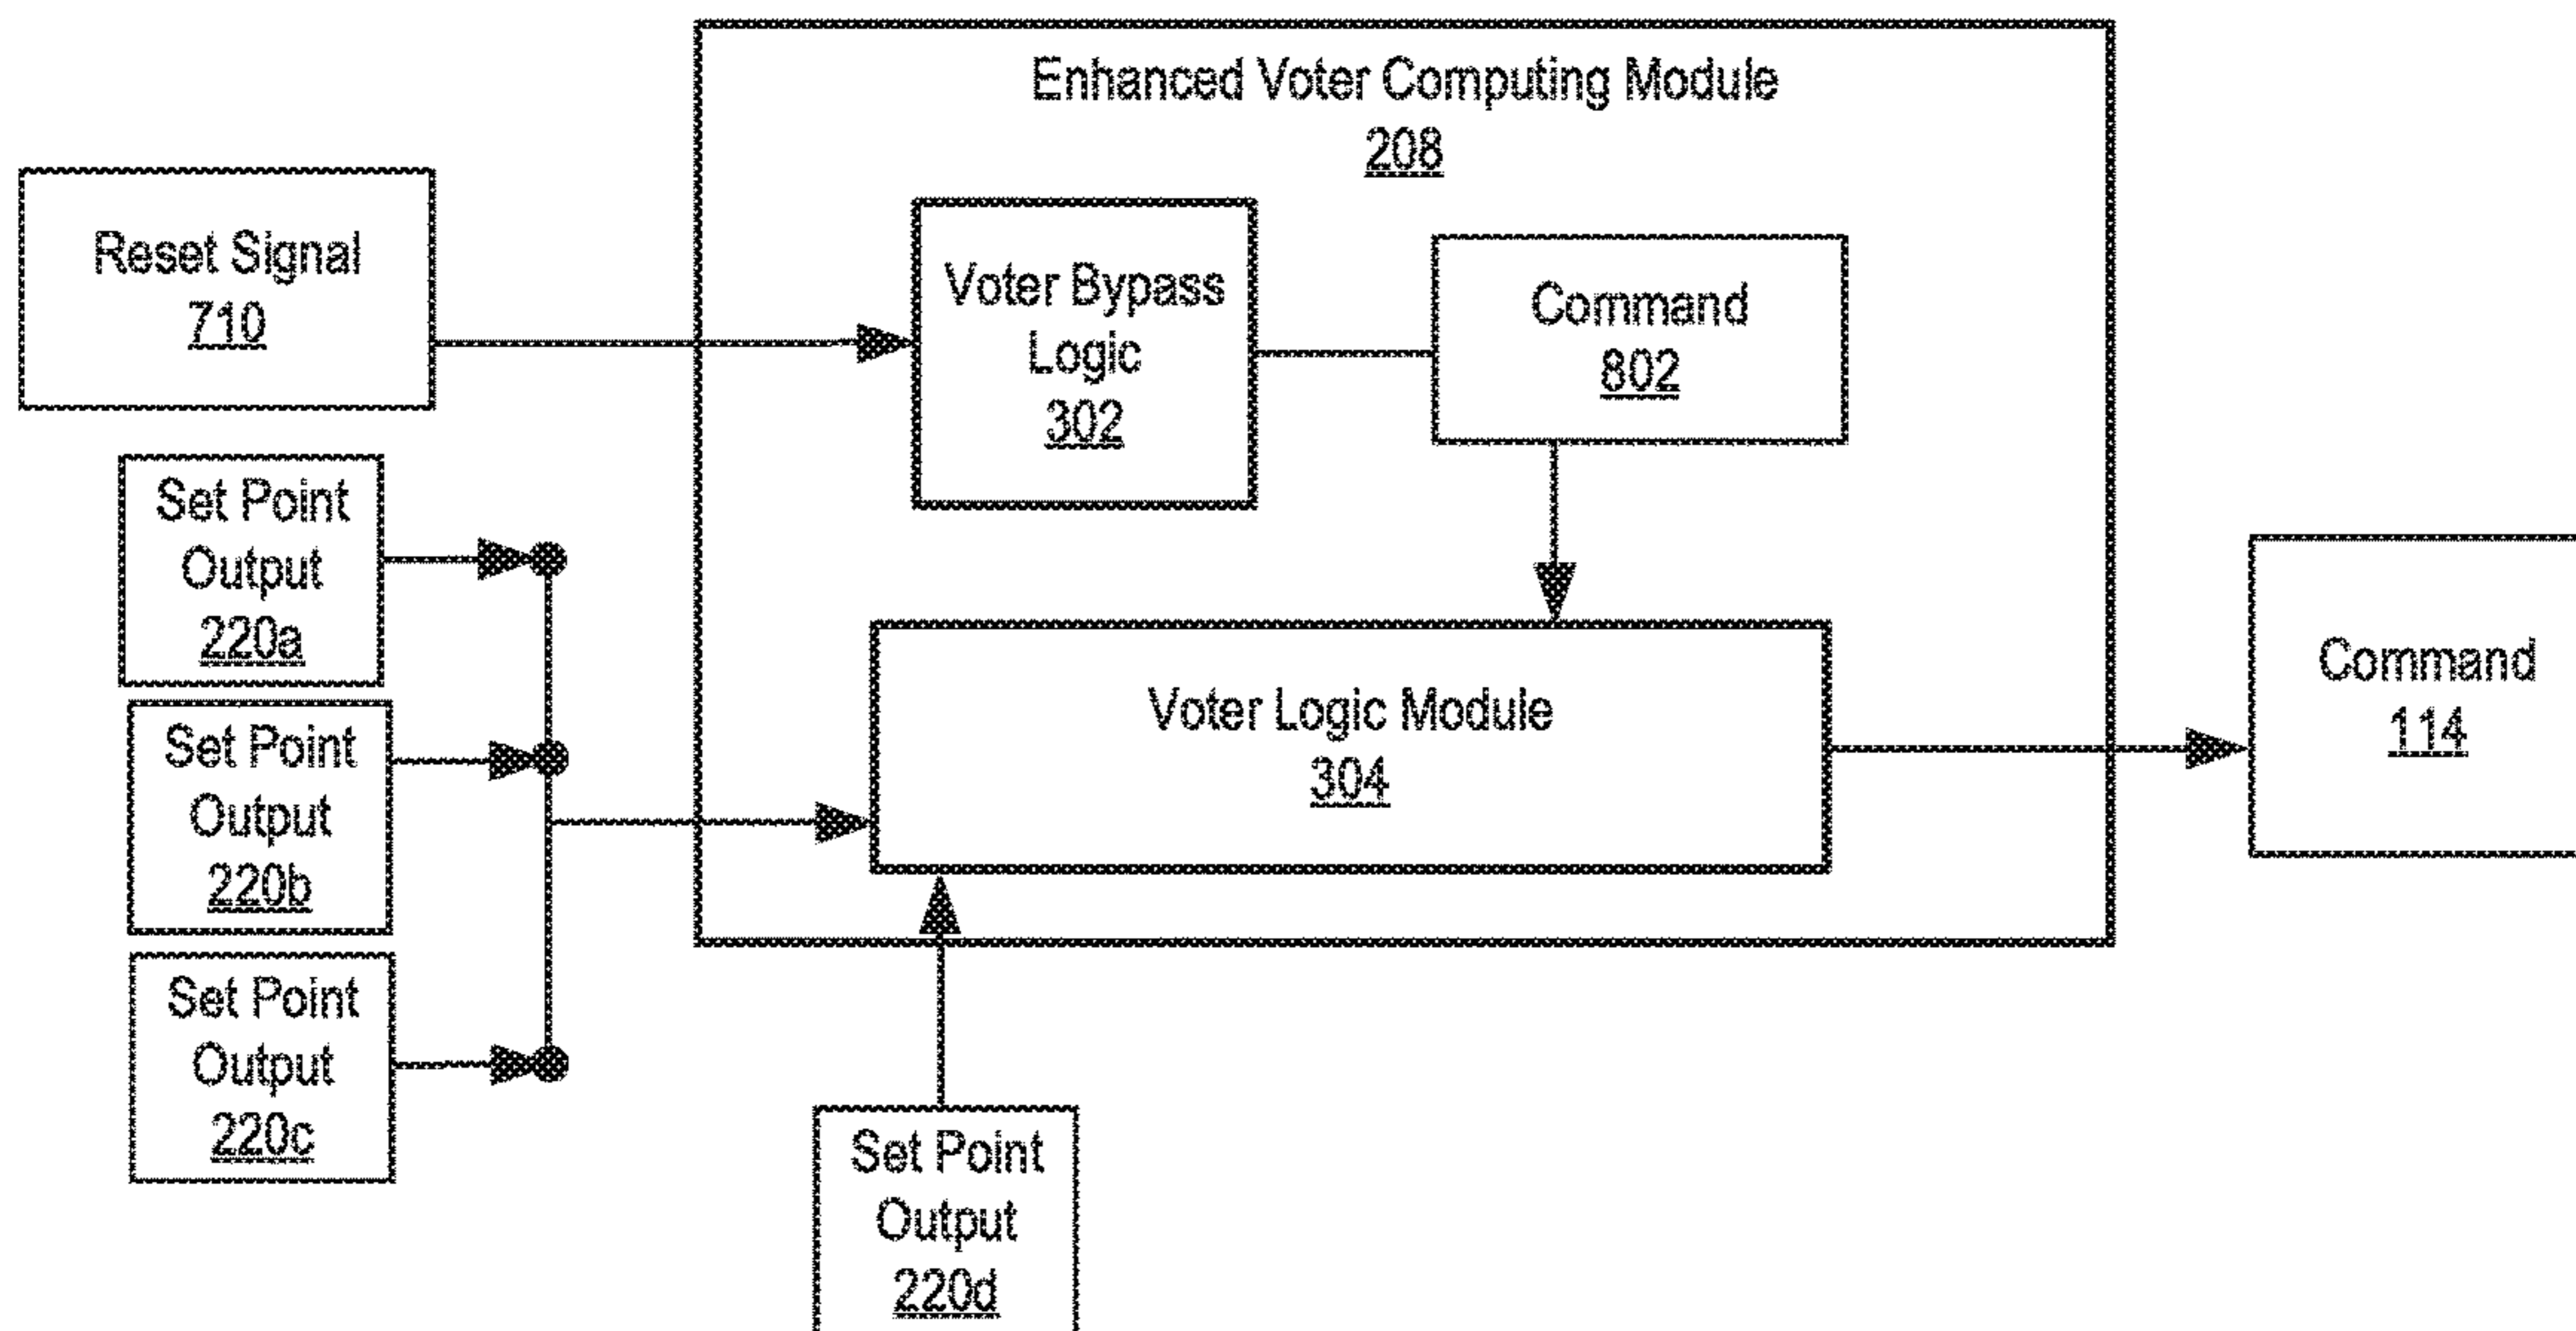 Enhanced Voter Computing Module
208
Reset Signal
710
Voter Bypass
Logic
302
Command
802
Set Point
Output
220a
Set Point
Output
220b
Set Point
Output
220c
Voter Logic Module
304
Command
114
Set Point
Output
220d